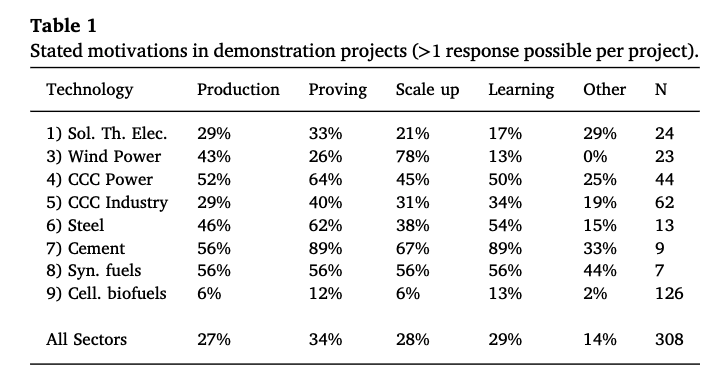 Table 1
Stated motivations in demonstration projects (>1 response possible per project).
Technology Production Proving Scale up Learning Other N
1) Sol. Th. Elec. 29% 33% 21% 17% 29% 24
3) Wind Power 43% 26% 78% 13% 0% 23
4) CCC Power 52% 64% 45% 50% 25% 44
5) CCC Industry 29% 40% 31% 34% 19% 62
6) Steel 46% 62% 38% 54% 15% 13
7) Cement 56% 89% 67% 89% 33% 9
8) Syn. fuels 56% 56% 56% 56% 44% 7
9) Cell. biofuels 6% 12% 6% 13% 2% 126
All Sectors 27% 34% 28% 29% 14% 308